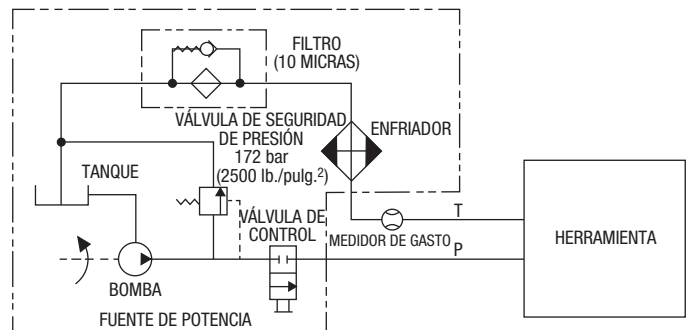 FILTRO
(10 MICRAS)
VÁLVULA DE SEGURIDAD
DE PRESIÓN
172 bar
(2500 lb./pulg.²)
ENFRIADOR
TANQUE
VÁLVULA DE
CONTROL
MEDIDOR DE GASTO
T
P
HERRAMIENTA
BOMBA
FUENTE DE POTENCIA